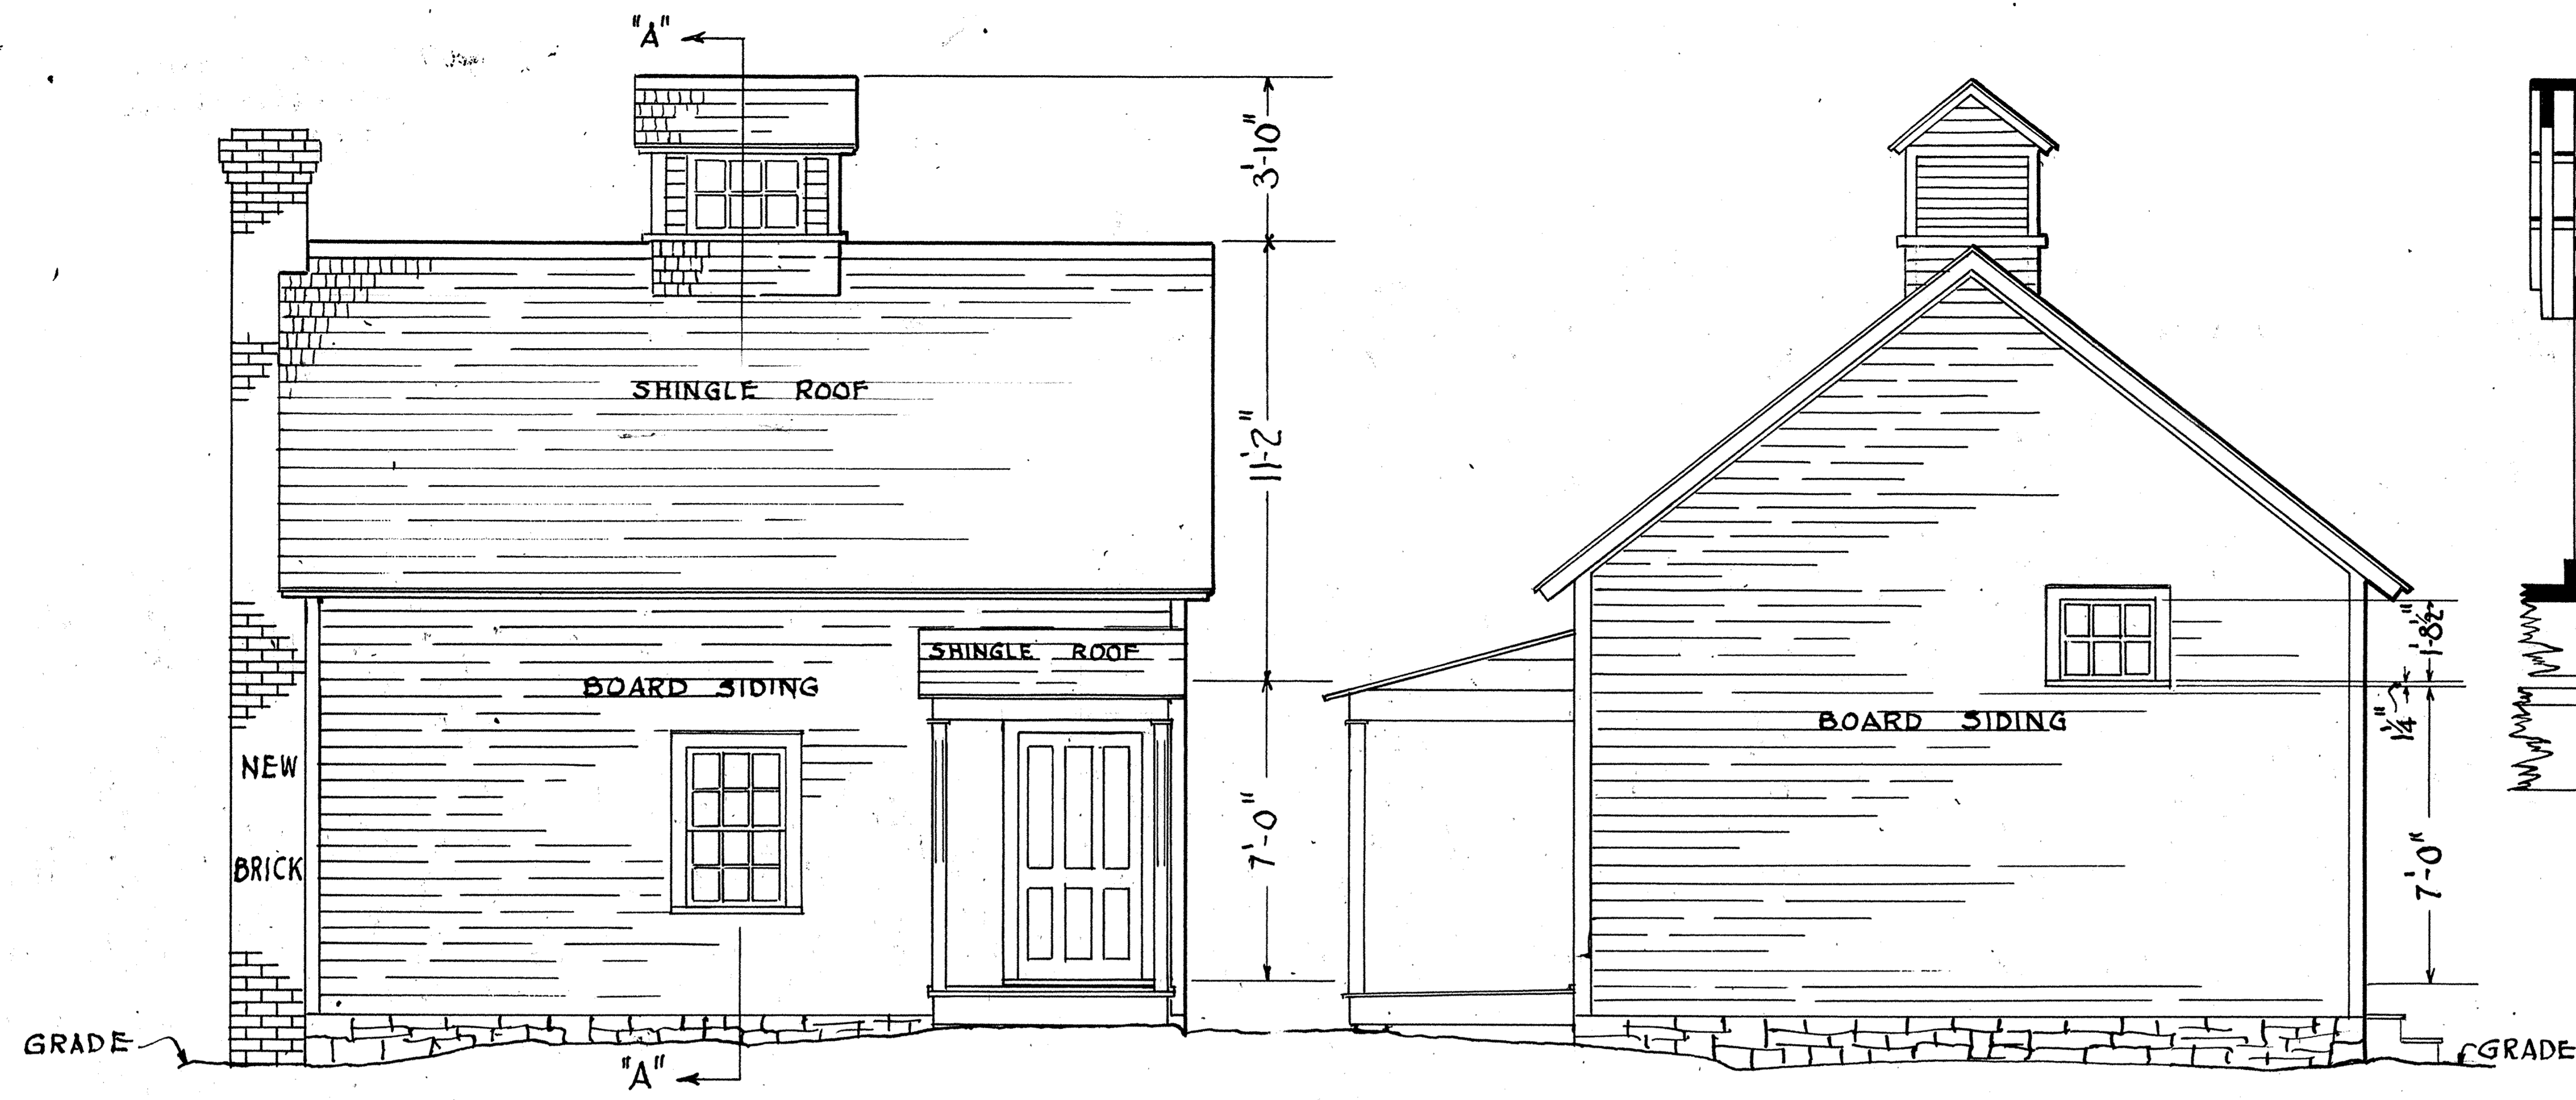 "A"
3'-10"
SHINGLE ROOF
11'-2"
SHINGLE ROOF
BOARD SIDING
NEW
BRICK
7'-0"
GRADE
"A"
1'-8½"
1¼"
BOARD SIDING
7'-0"
GRADE